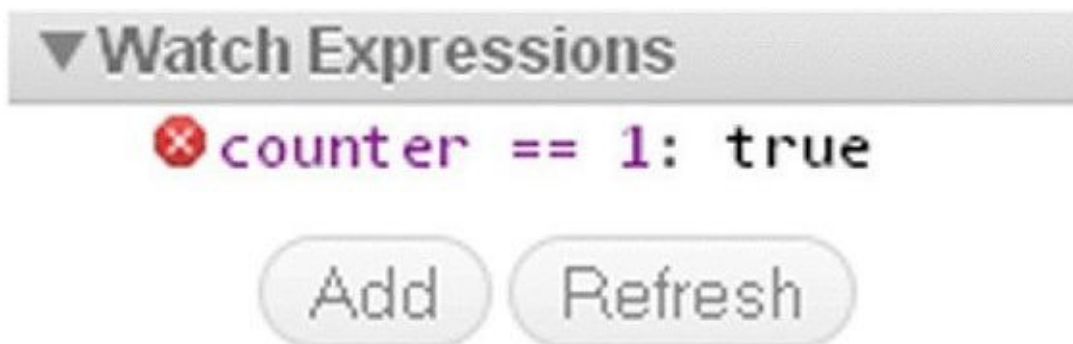 Watch Expressions
counter == 1: true
Add Refresh